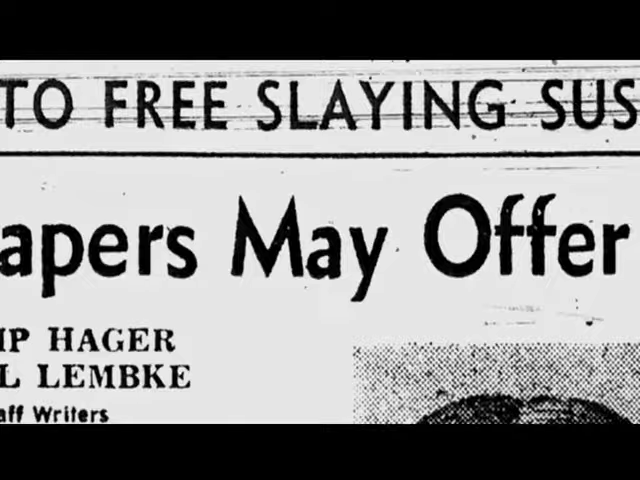 TO FREE SLAYING SUS
apers May Offer
IP HAGER
L LEMBKE
aff Writers